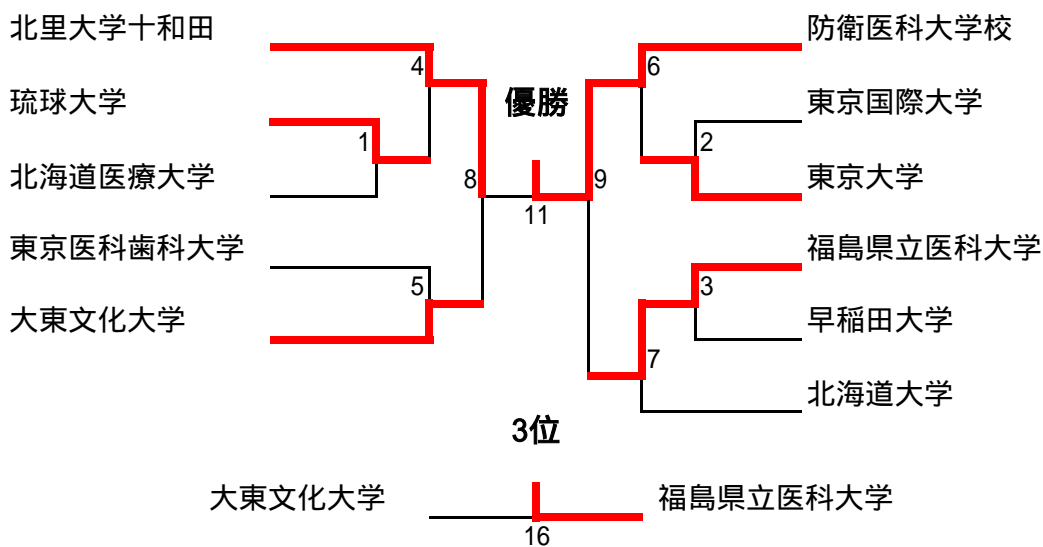 北里大学十和田
防衛医科大学校
4
6
琉球大学
優勝
東京国際大学
1
2
北海道医療大学
8
9
東京大学
11
東京医科歯科大学
福島県立医科大学
5
3
大東文化大学
早稲田大学
7
北海道大学
3位
大東文化大学
福島県立医科大学
16